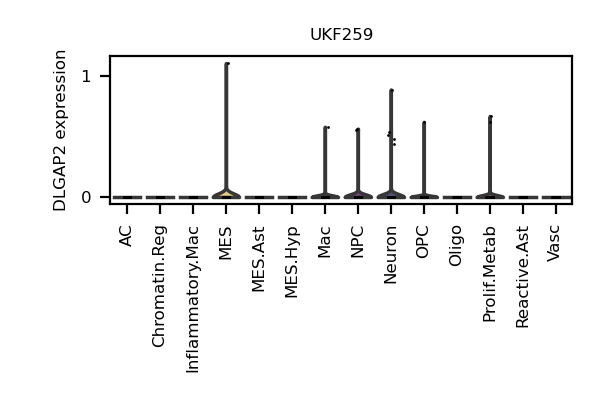 UKF259
DLGAP2 expression
1
0
AC
Chromatin.Reg
Inflammatory.Mac
MES
MES.Ast
MES.Hyp
Mac
NPC
Neuron
OPC
Oligo
Prolif.Metab
Reactive.Ast
Vasc